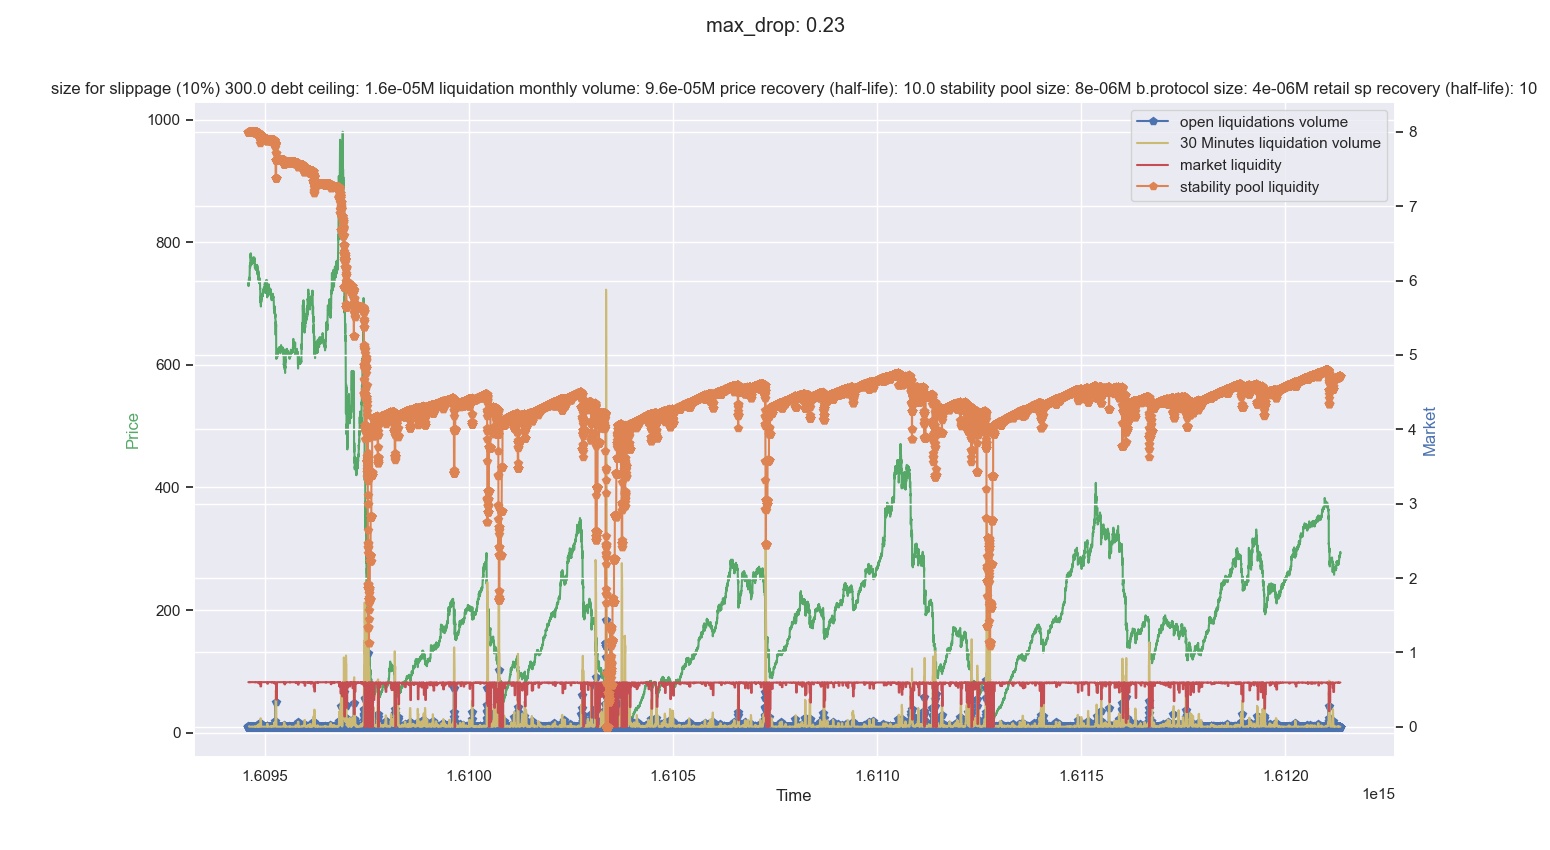 max_drop: 0.23
size for slippage (10%) 300.0 debt ceiling: 1.6e-05M liquidation monthly volume: 9.6e-05M price recovery (half-life): 10.0 stability pool size: 8e-06M b.protocol size: 4e-06M retail sp recovery (half-life): 10
open liquidations volume
30 Minutes liquidation volume
market liquidity
stability pool liquidity
1000
800
600
400
200
0
Price
8
7
6
5
4
3
2
1
0
Market
1.6095 1.6100 1.6105 1.6110 1.6115 1.6120
Time
1e15